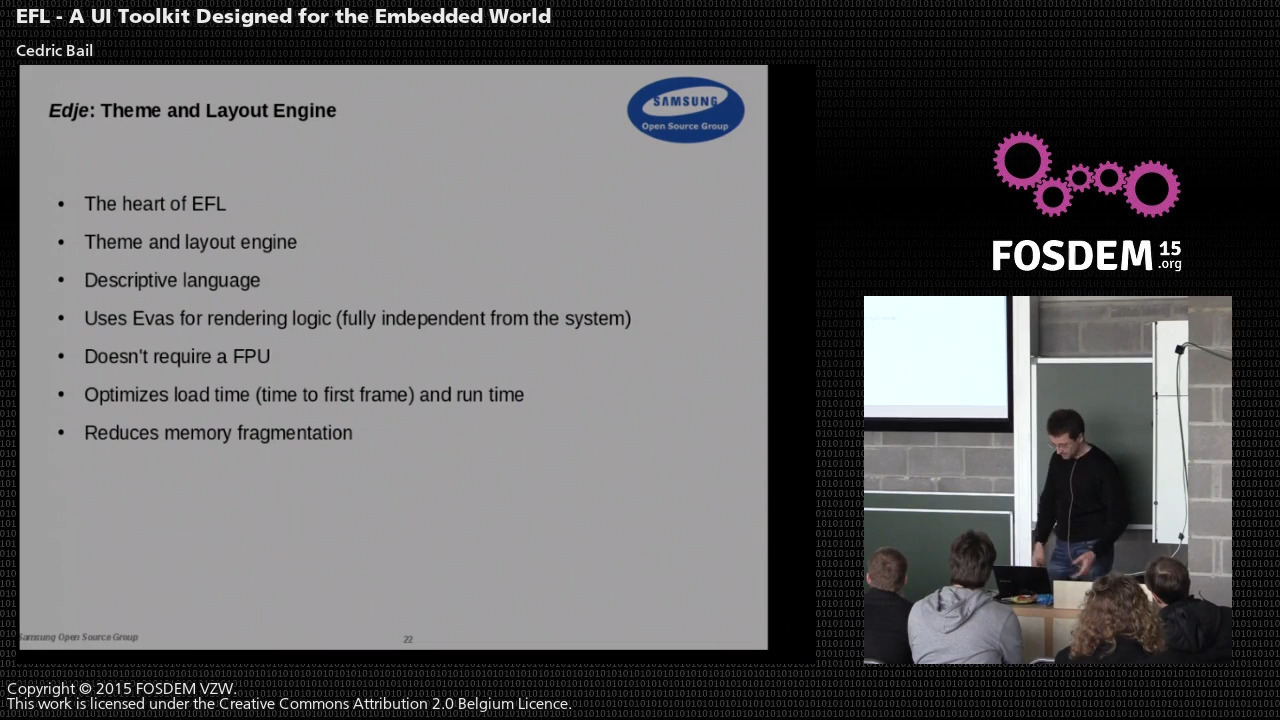 EFL - A UI Toolkit Designed for the Embedded World
Cedric Bail
Edje: Theme and Layout Engine
SAMSUNG
Open Source Group
• The heart of EFL
• Theme and layout engine
• Descriptive language
• Uses Evas for rendering logic (fully independent from the system)
• Doesn't require a FPU
• Optimizes load time (time to first frame) and run time
• Reduces memory fragmentation
Samsung Open Source Group
22
FOSDEM 15
.org
Copyright © 2015 FOSDEM VZW.
This work is licensed under the Creative Commons Attribution 2.0 Belgium Licence.